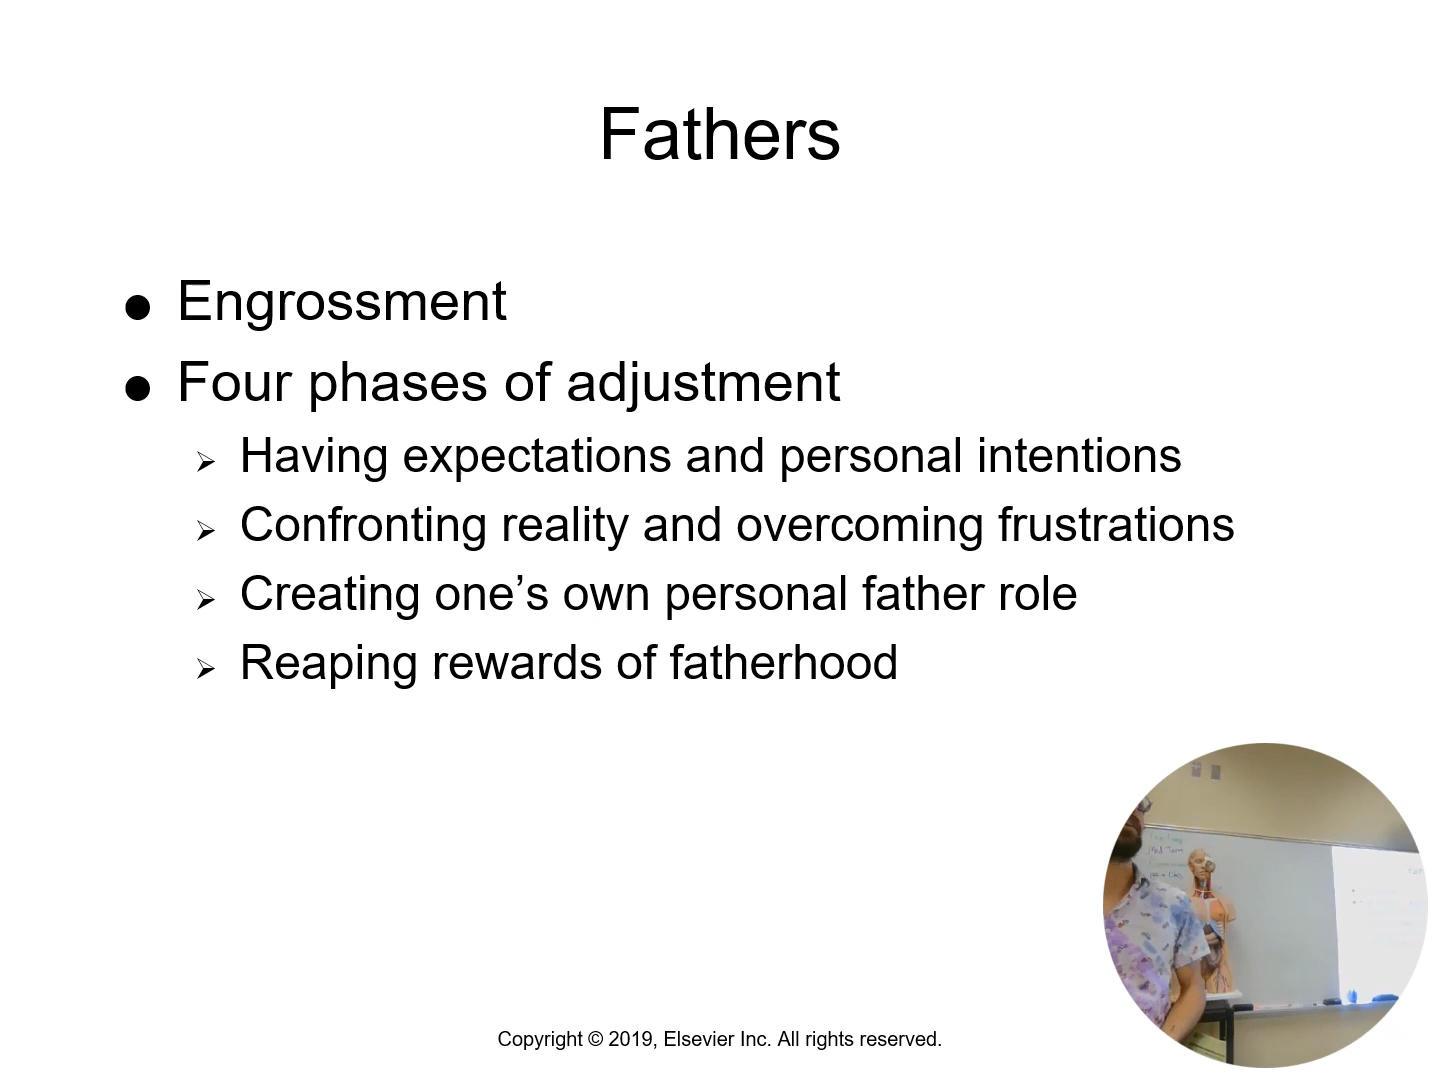 Fathers
● Engrossment
● Four phases of adjustment
➢ Having expectations and personal intentions
➢ Confronting reality and overcoming frustrations
➢ Creating one’s own personal father role
➢ Reaping rewards of fatherhood
Copyright © 2019, Elsevier Inc. All rights reserved.